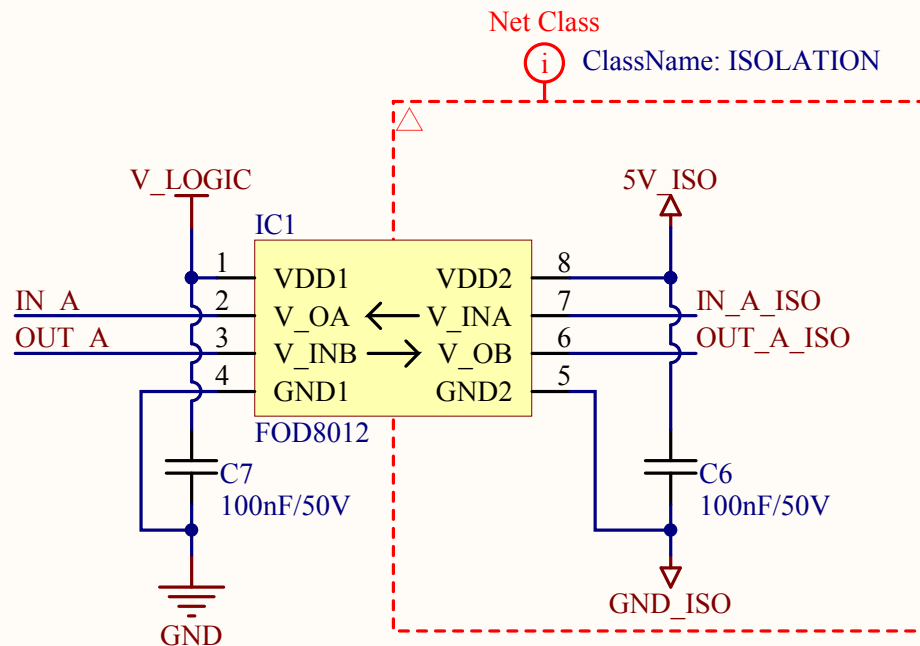 Net Class
i
ClassName: ISOLATION
V_LOGIC
5V_ISO
IC1
1
VDD1
VDD2
8
IN_A
2
V_OA
V_INA
7
IN_A_ISO
OUT_A
3
V_INB
V_OB
6
OUT_A_ISO
4
GND1
GND2
5
FOD8012
C7
100nF/50V
C6
100nF/50V
GND
GND_ISO